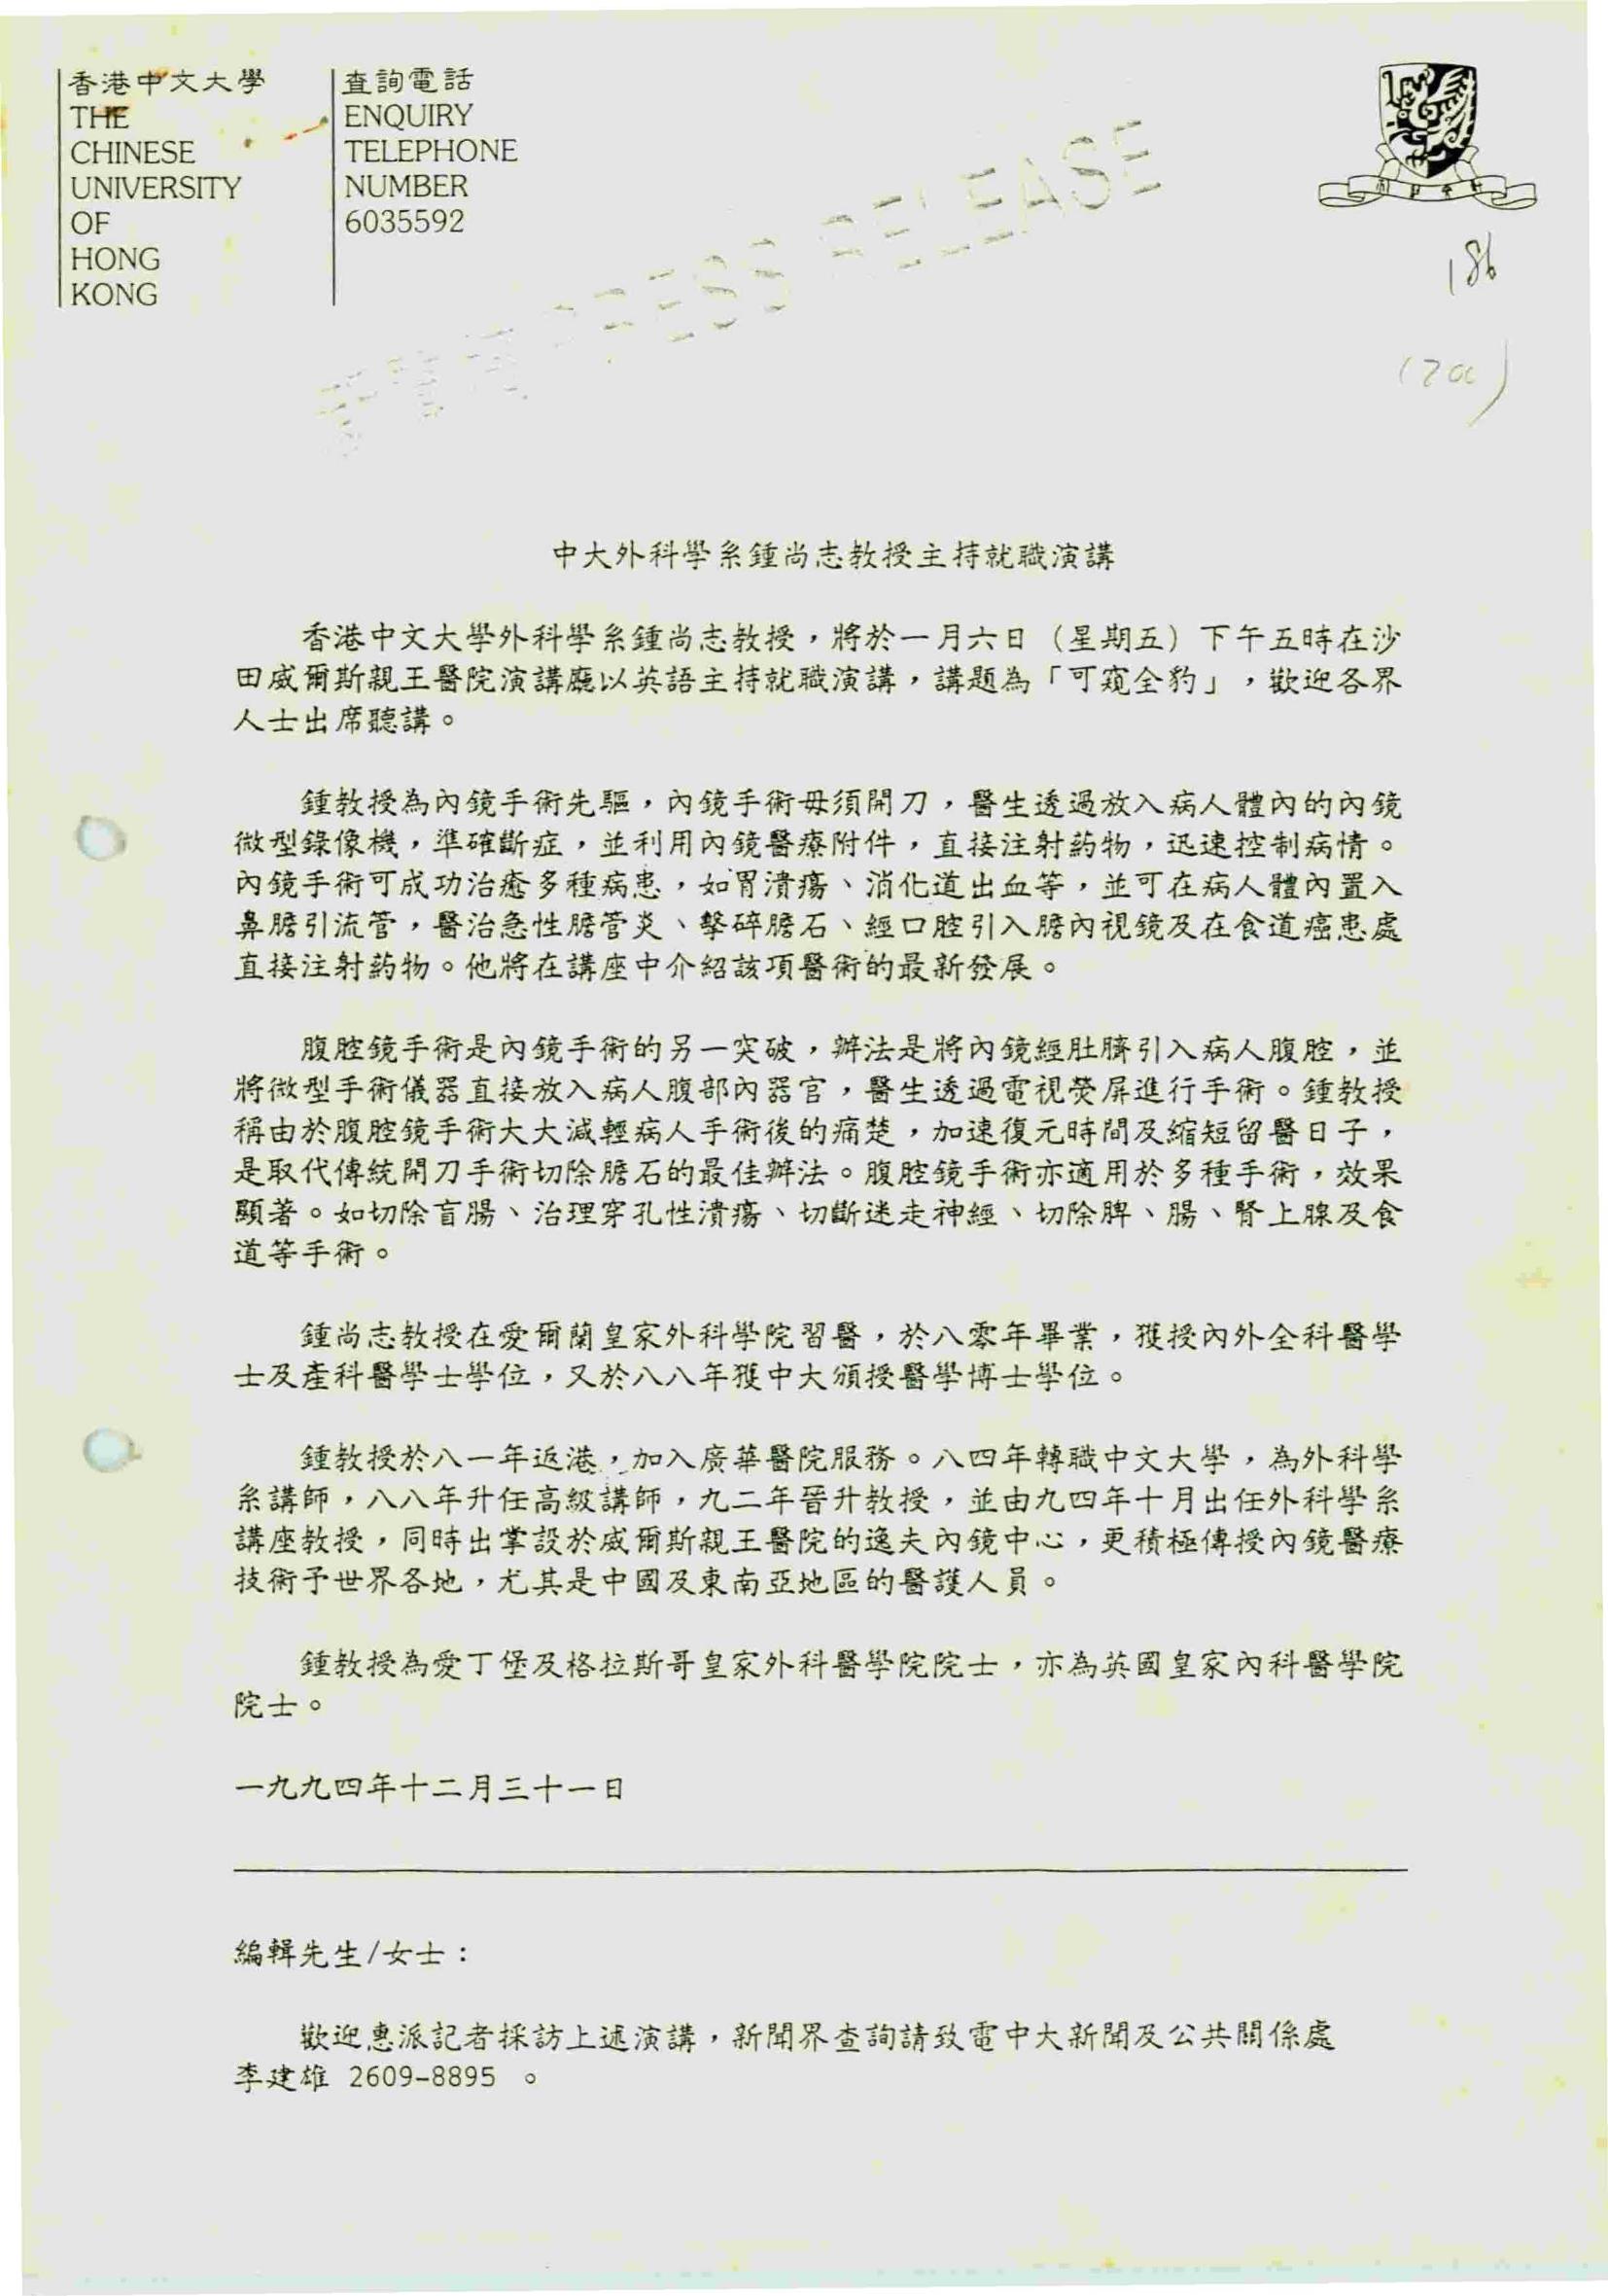 香港中文大學
THE
CHINESE
UNIVERSITY
OF
HONG
KONG
查詢電話
ENQUIRY
TELEPHONE
NUMBER
6035592
PRESS RELEASE
186
中大外科學系鍾尚志教授主持就職演講
香港中文大學外科學系鍾尚志教授，將於一月六日（星期五）下午五時在沙
田威爾斯親王醫院演講廳以英語主持就職演講，講題為「可窺全豹」，歡迎各界
人士出席聽講。
鍾教授為內鏡手術先驅，內鏡手術毋須開刀，醫生透過放入病人體內的內鏡
微型錄像機，準確斷症，並利用內鏡醫療附件，直接注射葯物，迅速控制病情。
內鏡手術可成功治癒多種病患，如胃潰瘍、消化道出血等，並可在病人體內置入
鼻膽引流管，醫治急性膽管炎、擊碎膽石、經口腔引入膽內視鏡及在食道癌患處
直接注射葯物。他將在講座中介紹該項醫術的最新發展。
腹腔鏡手術是內鏡手術的另一突破，辦法是將內鏡經肚臍引入病人腹腔，並
將微型手術儀器直接放入病人腹部內器官，醫生透過電視熒屏進行手術。鍾教授
稱由於腹腔鏡手術大大減輕病人手術後的痛楚，加速復元時間及縮短留醫日子，
是取代傳統開刀手術切除膽石的最佳辦法。腹腔鏡手術亦適用於多種手術，效果
顯著。如切除盲腸、治理穿孔性潰瘍、切斷迷走神經、切除脾、腸、腎上腺及食
道等手術。
鍾尚志教授在愛爾蘭皇家外科學院習醫，於八零年畢業，獲授內外全科醫學
士及產科醫學士學位，又於八八年獲中大頒授醫學博士學位。
鍾教授於八一年返港，加入廣華醫院服務。八四年轉職中文大學，為外科學
系講師，八八年升任高級講師，九二年晉升教授，並由九四年十月出任外科學系
講座教授，同時出掌設於威爾斯親王醫院的逸夫內鏡中心，更積極傳授內鏡醫療
技術予世界各地，尤其是中國及東南亞地區的醫護人員。
鍾教授為愛丁堡及格拉斯哥皇家外科醫學院院士，亦為英國皇家內科醫學院
院士。
一九九四年十二月三十一日
編輯先生/女士：
歡迎惠派記者採訪上述演講，新聞界查詢請致電中大新聞及公共關係處
李建雄 2609-8895 。